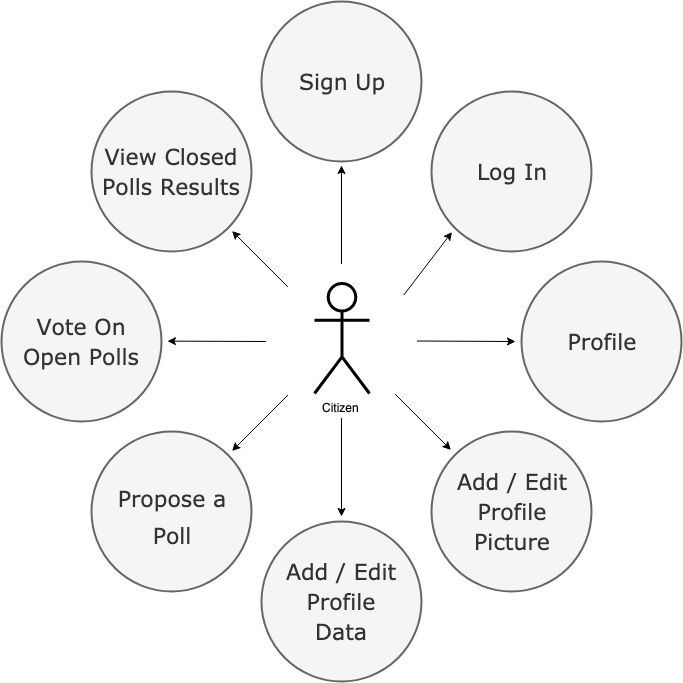 Sign Up
View Closed
Polls Results
Log In
Vote On
Open Polls
Profile
Citizen
Propose a
Poll
Add / Edit
Profile
Picture
Add / Edit
Profile
Data